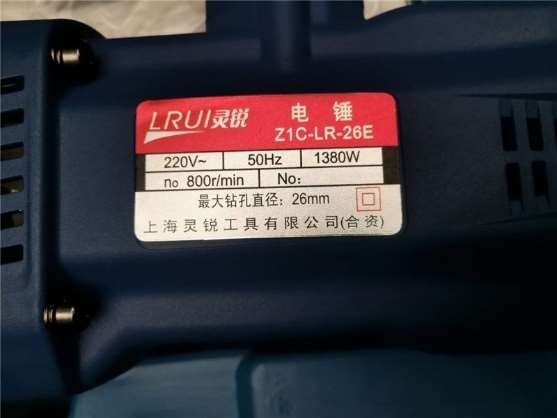 LRUI灵锐 电锤
Z1C-LR-26E
220V~ 50Hz 1380W
no 800r/min No:
最大钻孔直径: 26mm
上海灵锐工具有限公司(合资)